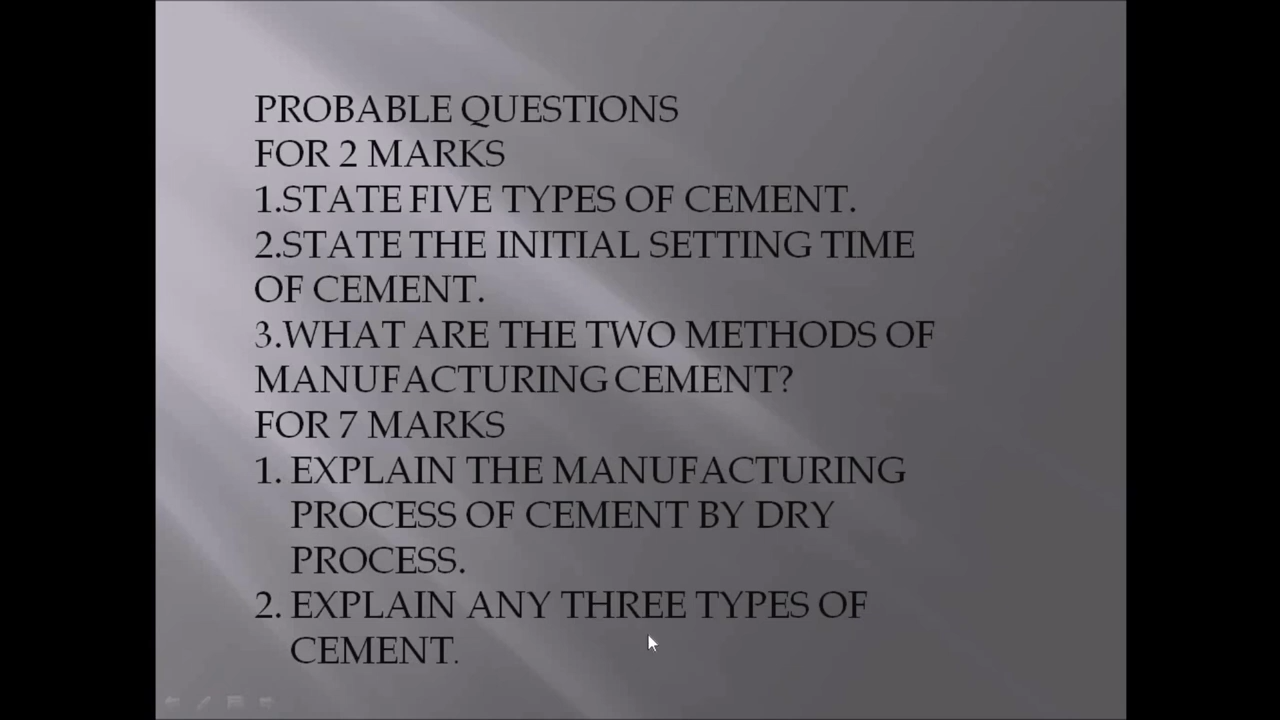 PROBABLE QUESTIONS
FOR 2 MARKS
1.STATE FIVE TYPES OF CEMENT.
2.STATE THE INITIAL SETTING TIME
OF CEMENT.
3.WHAT ARE THE TWO METHODS OF
MANUFACTURING CEMENT?
FOR 7 MARKS
1. EXPLAIN THE MANUFACTURING
PROCESS OF CEMENT BY DRY
PROCESS.
2. EXPLAIN ANY THREE TYPES OF
CEMENT.